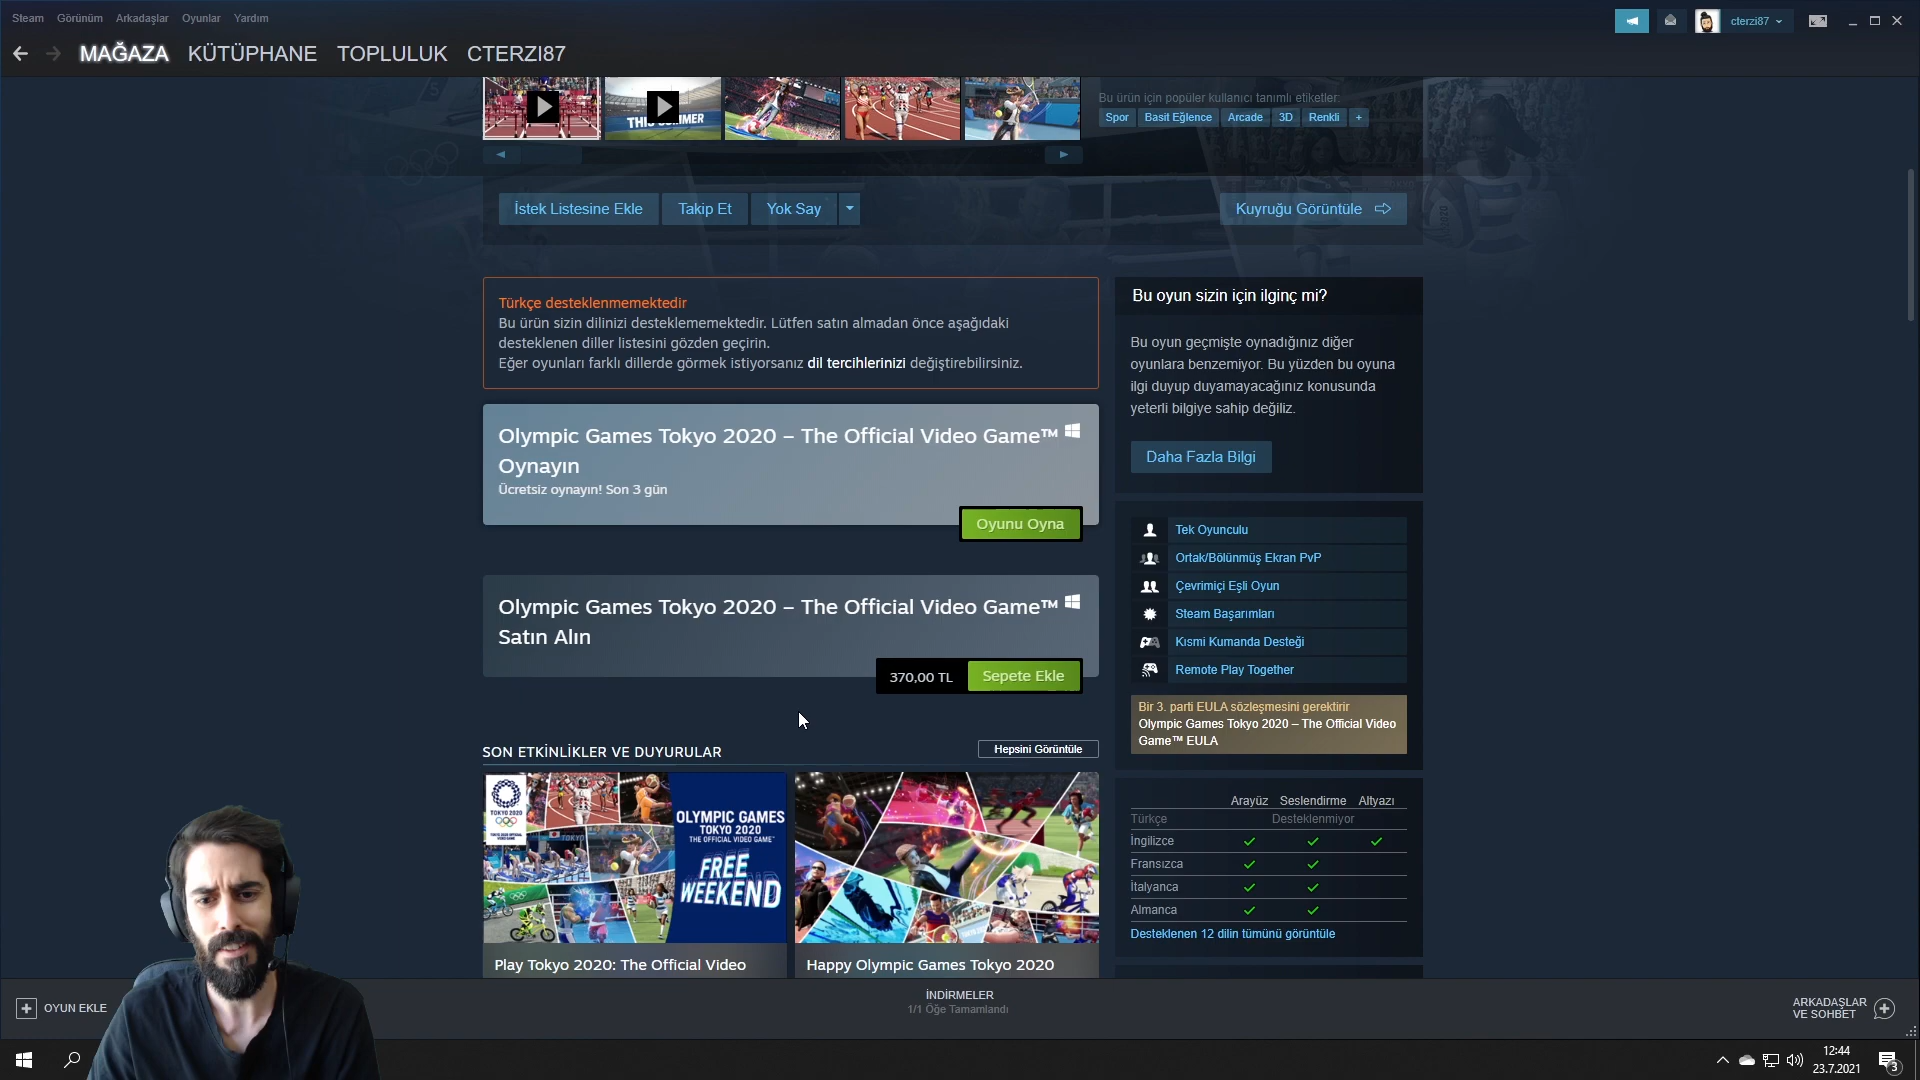 Steam Görünüm Arkadaşlar Oyunlar Yardım
cterzi87
MAĞAZA KÜTÜPHANE TOPLULUK CTERZI87
THIS SUMMER
Bu ürün için popüler kullanıcı tanımlı etiketler:
Spor Basit Eğlence Arcade 3D Renkli +
İstek Listesine Ekle Takip Et Yok Say
Kuyruğu Görüntüle
Türkçe desteklenmemektedir
Bu ürün sizin dilinizi desteklememektedir. Lütfen satın almadan önce aşağıdaki
desteklenen diller listesini gözden geçirin.
Eğer oyunları farklı dillerde görmek istiyorsanız dil tercihlerinizi değiştirebilirsiniz.
Olympic Games Tokyo 2020 – The Official Video Game™
Oynayın
Ücretsiz oynayın! Son 3 gün
Oyunu Oyna
Olympic Games Tokyo 2020 – The Official Video Game™
Satın Alın
370,00 TL Sepete Ekle
SON ETKİNLİKLER VE DUYURULAR
Hepsini Görüntüle
TOKYO 2020
OLYMPIC GAMES
TOKYO 2020
THE OFFICIAL VIDEO GAME™
FREE
WEEKEND
Play Tokyo 2020: The Official Video
Happy Olympic Games Tokyo 2020
Bu oyun sizin için ilginç mi?
Bu oyun geçmişte oynadığınız diğer
oyunlara benzemiyor. Bu yüzden bu oyuna
ilgi duyup duyamayacağınız konusunda
yeterli bilgiye sahip değiliz.
Daha Fazla Bilgi
Tek Oyunculu
Ortak/Bölünmüş Ekran PvP
Çevrimiçi Eşli Oyun
Steam Başarımları
Kısmi Kumanda Desteği
Remote Play Together
Bir 3. parti EULA sözleşmesini gerektirir
Olympic Games Tokyo 2020 – The Official Video
Game™ EULA
Arayüz Seslendirme Altyazı
Türkçe Desteklenmiyor
İngilizce
Fransızca
İtalyanca
Almanca
Desteklenen 12 dilin tümünü görüntüle
OYUN EKLE
İNDİRMELER
1/1 Öğe Tamamlandı
ARKADAŞLAR
VE SOHBET
12:44
23.7.2021
3